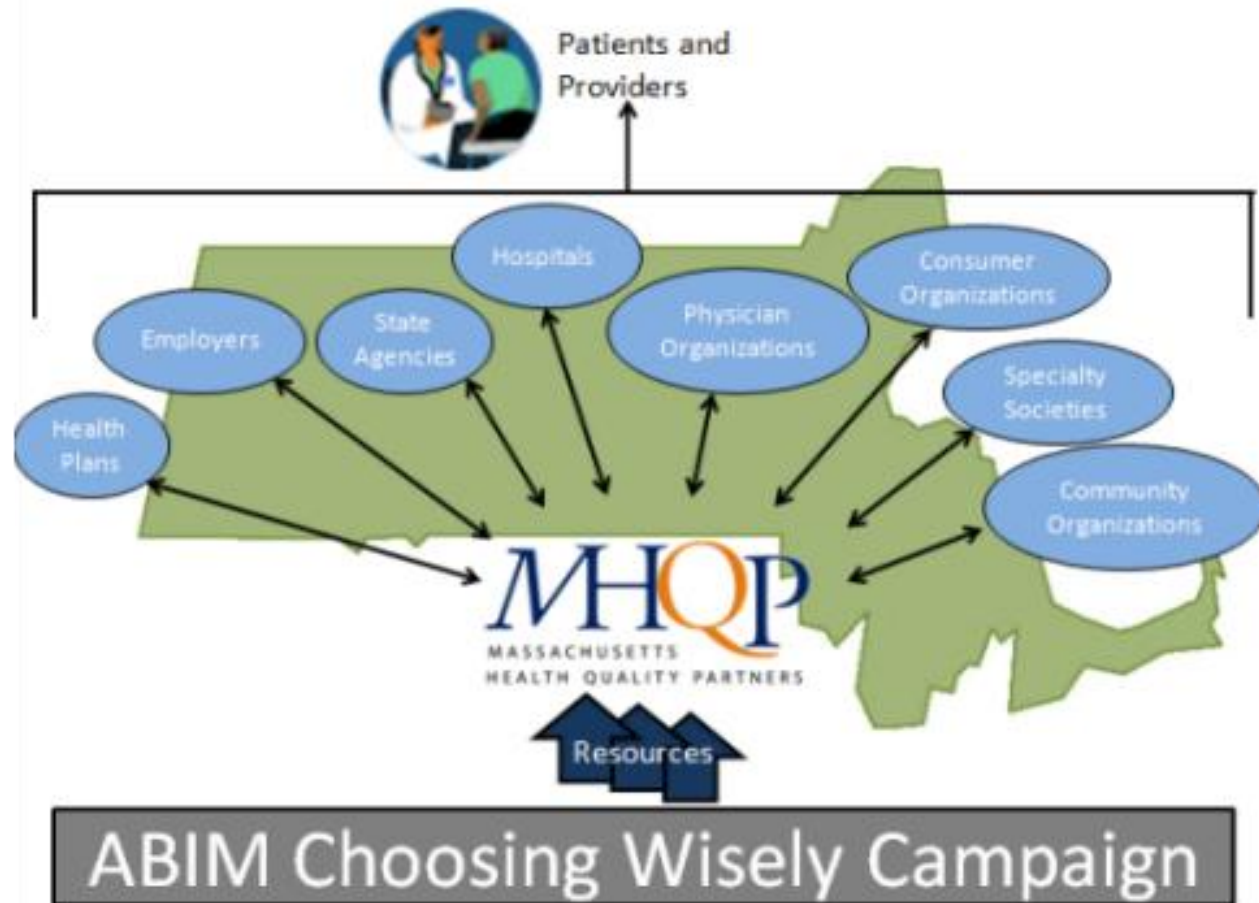 Patients and
Providers
Hospitals
Consumer
Organizations
Employers
State
Agencies
Physician
Organizations
Specialty
Societies
Health
Plans
Community
Organizations
MHQP
MASSACHUSETTS
HEALTH QUALITY PARTNERS
Resources
ABIM Choosing Wisely Campaign